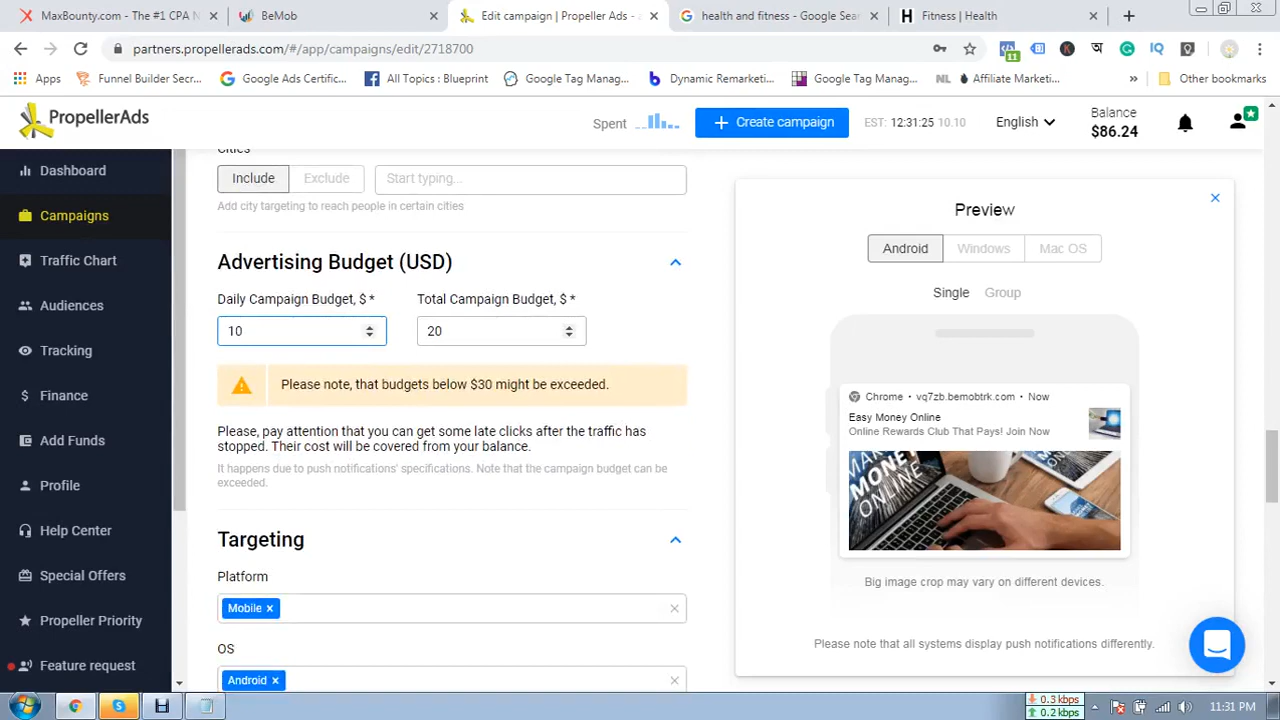 MaxBounty.com - The #1 CPA N
BeMob
Edit campaign | Propeller Ads - a
health and fitness - Google Sear
Fitness | Health
partners.propellerads.com/#/app/campaigns/edit/2718700
11
Apps
Funnel Builder Secr...
Google Ads Certific...
All Topics : Blueprint
Google Tag Manag...
Dynamic Remarketi...
Google Tag Manag...
NL
Affiliate Marketi...
»
Other bookmarks
PropellerAds
Spent
+ Create campaign
EST: 12:31:25 10.10
English
Balance
$86.24
Dashboard
Campaigns
Traffic Chart
Audiences
Tracking
Finance
Add Funds
Profile
Help Center
Special Offers
Propeller Priority
Feature request
Cities
Include
Exclude
Start typing...
Add city targeting to reach people in certain cities
Advertising Budget (USD)
Daily Campaign Budget, $ *
Total Campaign Budget, $ *
10
20
Please note, that budgets below $30 might be exceeded.
Please, pay attention that you can get some late clicks after the traffic has
stopped. Their cost will be covered from your balance.
It happens due to push notifications' specifications. Note that the campaign budget can be
exceeded.
Targeting
Platform
Mobile ×
OS
Android ×
Preview
Android
Windows
Mac OS
Single
Group
Chrome • vq7zb.bemobtrk.com • Now
Easy Money Online
Online Rewards Club That Pays! Join Now
MONEY
ONLINE
Big image crop may vary on different devices.
Please note that all systems display push notifications differently.
0.3 kbps
0.2 kbps
11:31 PM